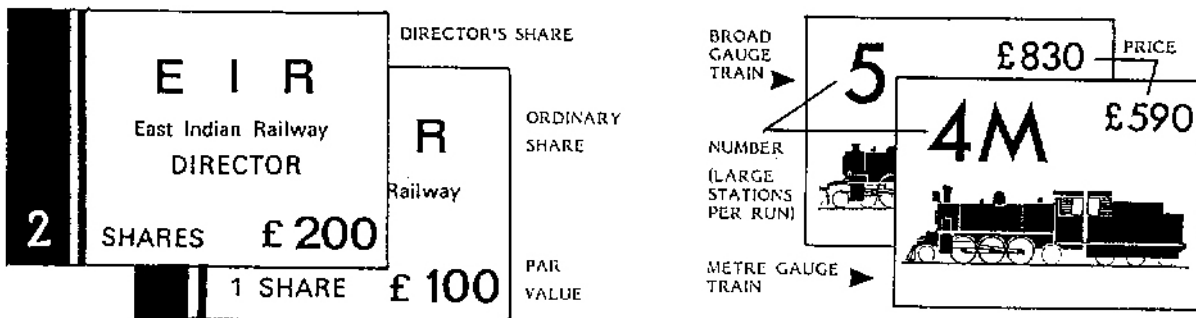 DIRECTOR'S SHARE
E I R
East Indian Railway
DIRECTOR
2
SHARES £ 200
ORDINARY
SHARE
R
Railway
1 SHARE £ 100
PAR
VALUE
BROAD
GAUGE
TRAIN
5
£830
PRICE
4M
£590
NUMBER
(LARGE
STATIONS
PER RUN)
METRE GAUGE
TRAIN